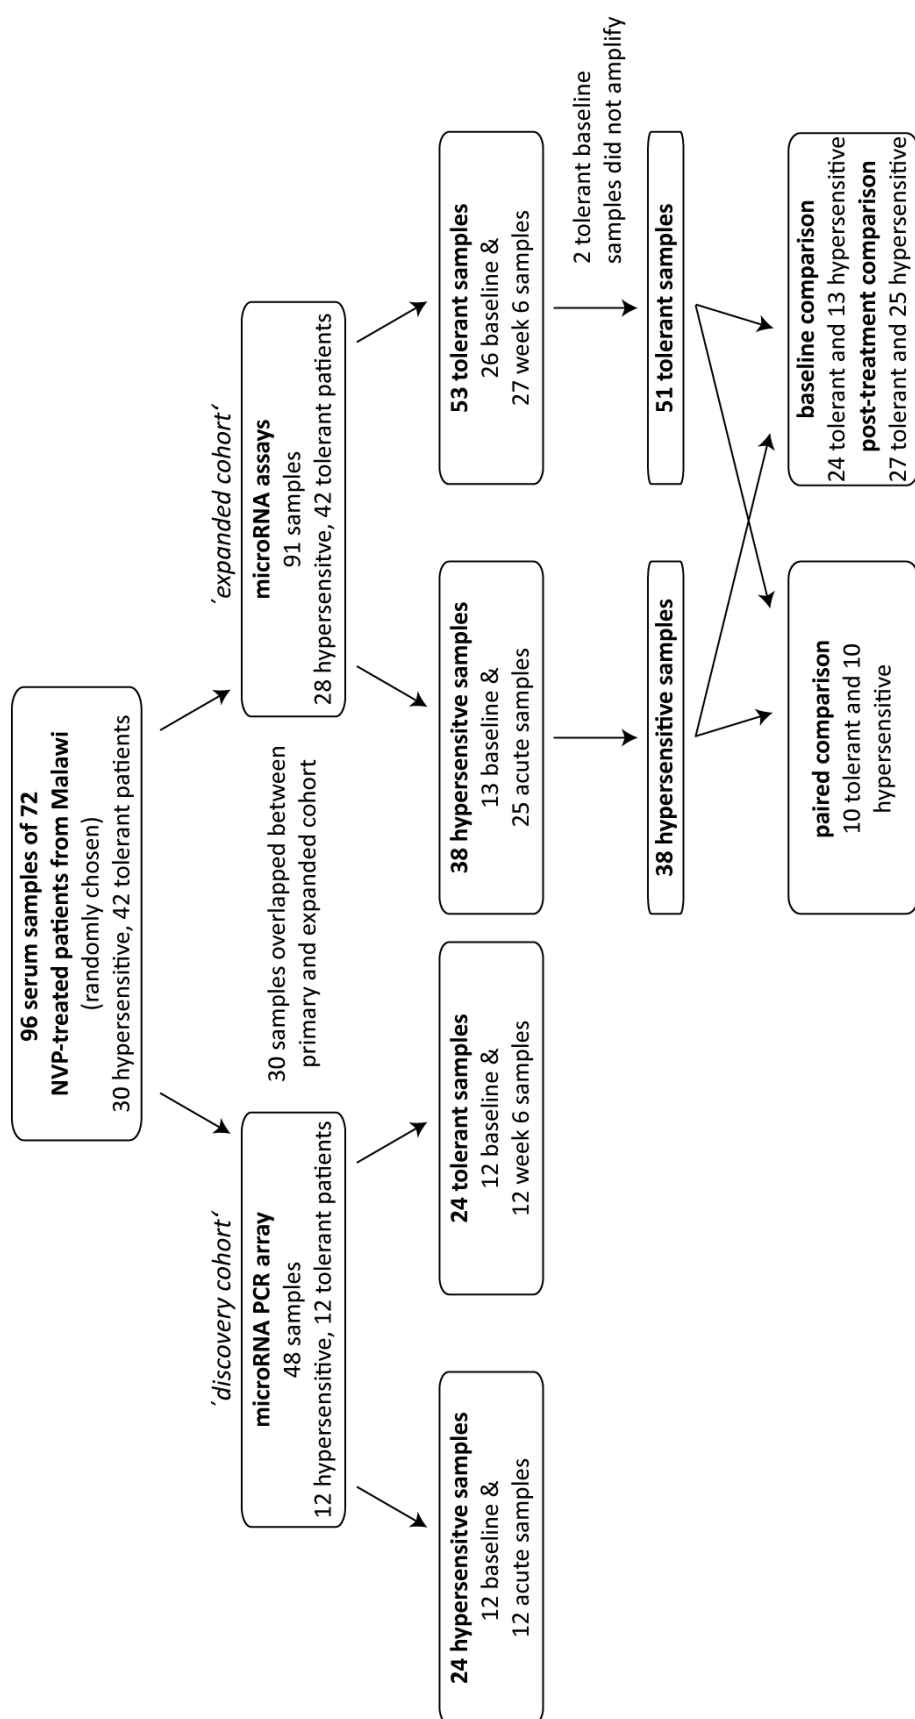 96 serum samples of 72
NVP-treated patients from Malawi
(randomly chosen)
30 hypersensitive, 42 tolerant patients
‘discovery cohort‘
microRNA PCR array
48 samples
12 hypersensitive, 12 tolerant patients
30 samples overlapped between
primary and expanded cohort
‘expanded cohort‘
microRNA assays
91 samples
28 hypersensitive, 42 tolerant patients
24 hypersensitve samples
12 baseline &
12 acute samples
24 tolerant samples
12 baseline &
12 week 6 samples
38 hypersensitive samples
13 baseline &
25 acute samples
53 tolerant samples
26 baseline &
27 week 6 samples
2 tolerant baseline
samples did not amplify
38 hypersensitive samples
51 tolerant samples
paired comparison
10 tolerant and 10
hypersensitive
baseline comparison
24 tolerant and 13 hypersensitive
post-treatment comparison
27 tolerant and 25 hypersensitive